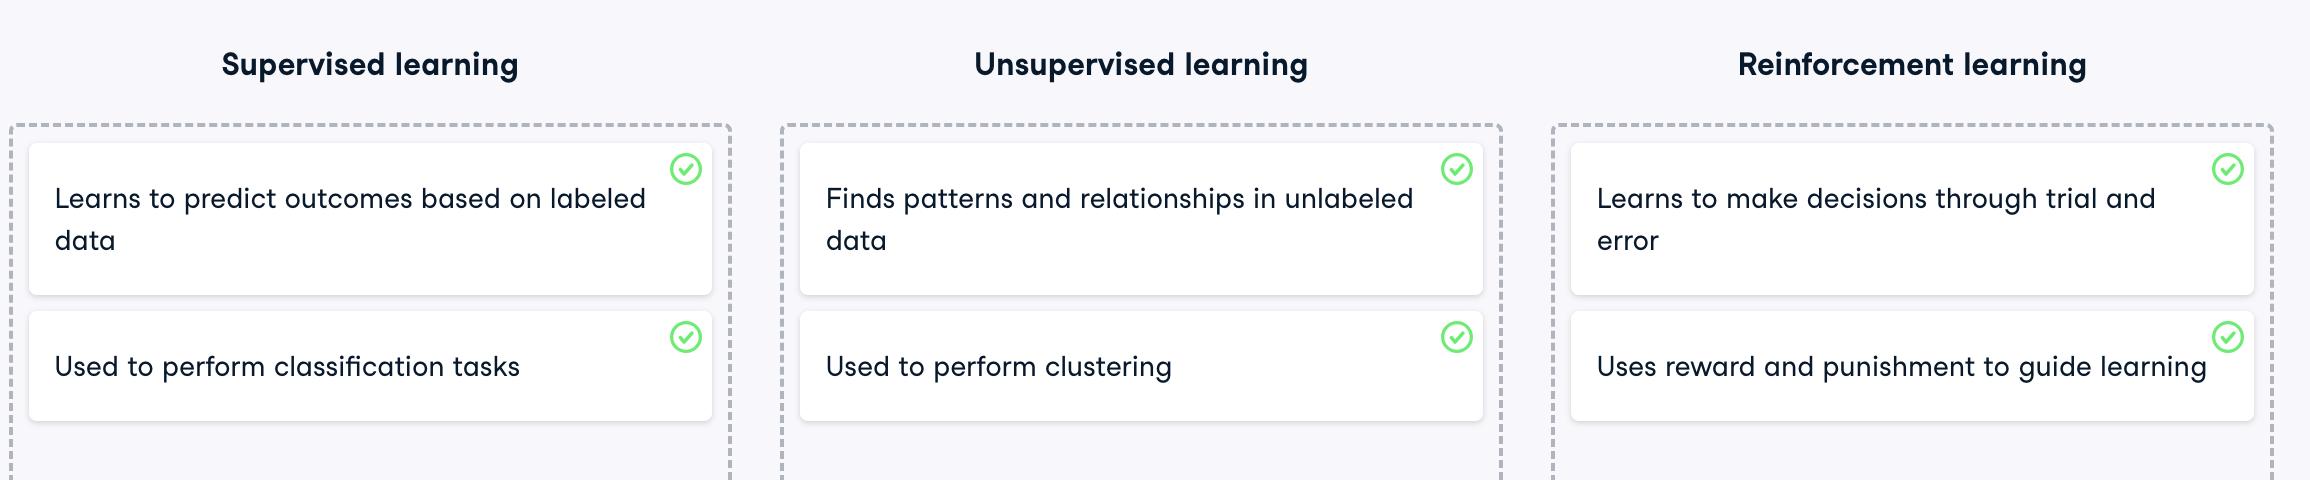 Supervised learning
Learns to predict outcomes based on labeled
data
Used to perform classification tasks
Unsupervised learning
Finds patterns and relationships in unlabeled
data
Used to perform clustering
Reinforcement learning
Learns to make decisions through trial and
error
Uses reward and punishment to guide learning